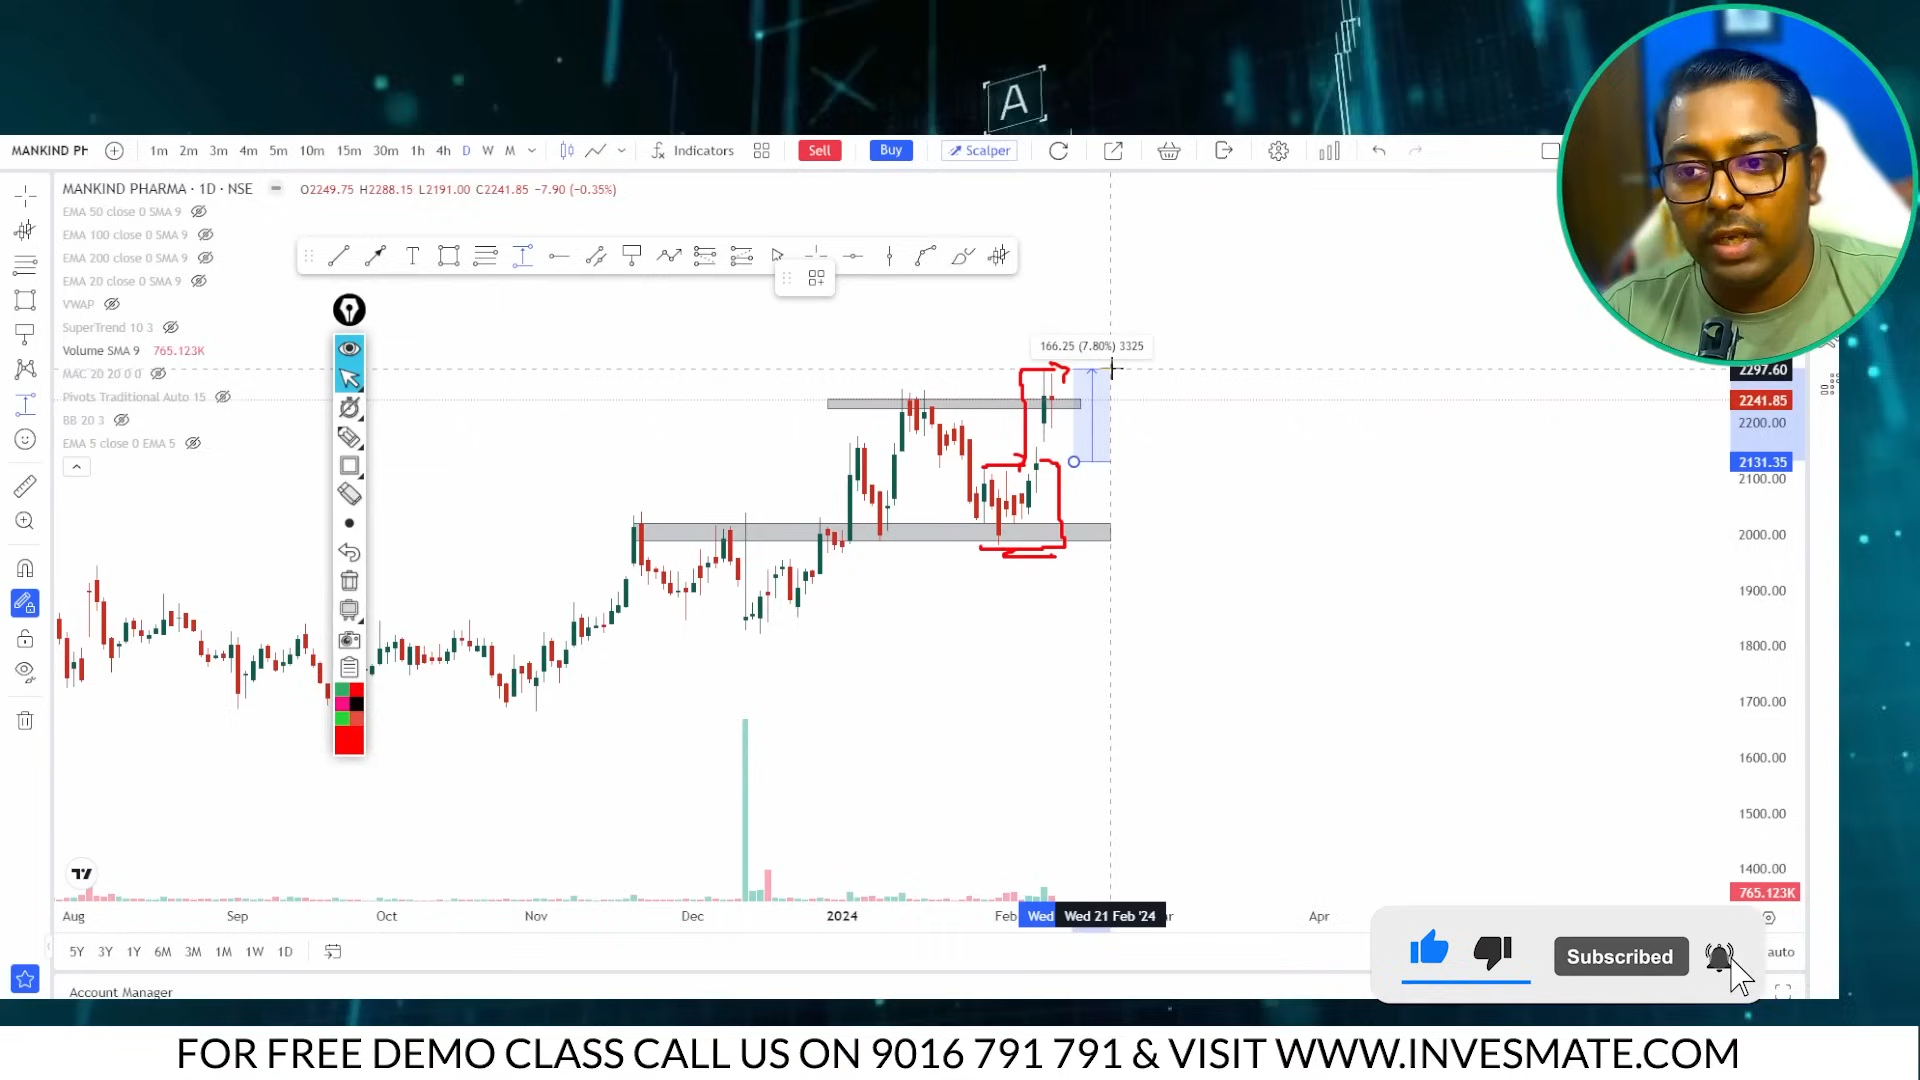 A
MANKIND PH 1m 2m 3m 4m 5m 10m 15m 30m 1h 4h D W M Indicators Sell Buy Scalper
MANKIND PHARMA · 1D · NSE O2249.75 H2288.15 L2191.00 C2241.85 −7.90 (−0.35%)
EMA 50 close 0 SMA 9
EMA 100 close 0 SMA 9
EMA 200 close 0 SMA 9
EMA 20 close 0 SMA 9
VWAP
SuperTrend 10 3
Volume SMA 9 765.123K
MAC 20 20 0 0
Pivots Traditional Auto 15
BB 20 3
EMA 5 close 0 EMA 5
166.25 (7.80%) 3325
2297.60
2241.85
2200.00
2131.35
2100.00
2000.00
1900.00
1800.00
1700.00
1600.00
1500.00
1400.00
765.123K
Aug Sep Oct Nov Dec 2024 Feb Wed Wed 21 Feb '24 Apr
5Y 3Y 1Y 6M 3M 1M 1W 1D auto
Subscribed
Account Manager
FOR FREE DEMO CLASS CALL US ON 9016 791 791 & VISIT WWW.INVESMATE.COM